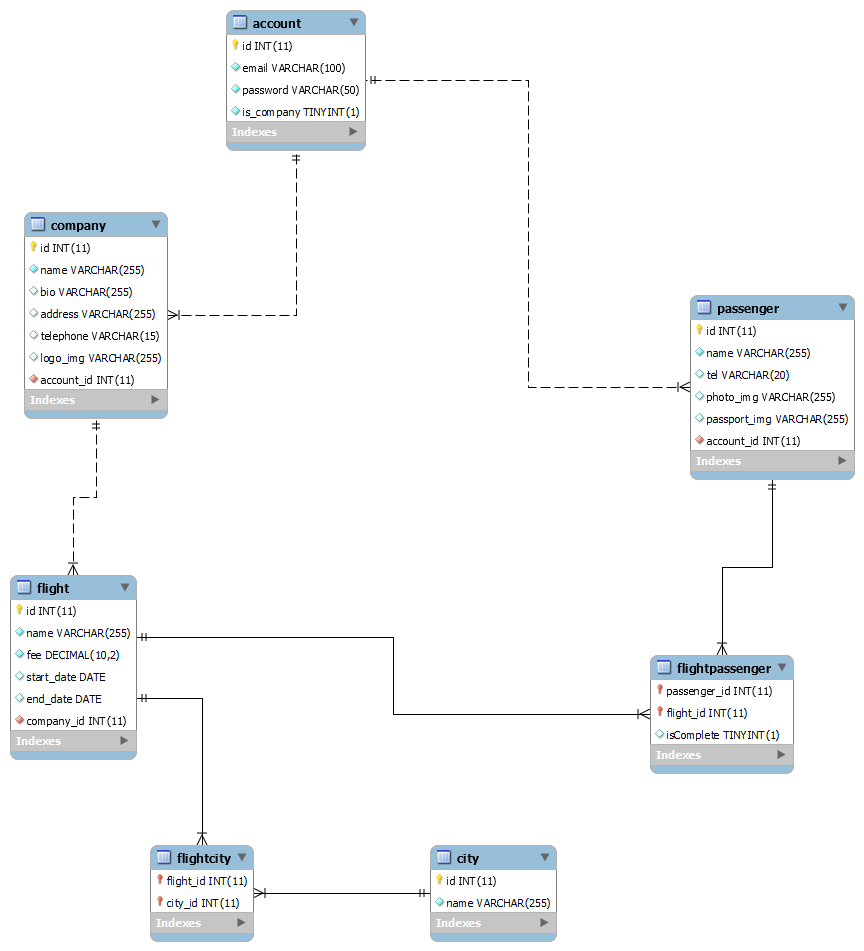 account
id INT(11)
email VARCHAR(100)
password VARCHAR(50)
is_company TINYINT(1)
Indexes
company
id INT(11)
name VARCHAR(255)
bio VARCHAR(255)
address VARCHAR(255)
telephone VARCHAR(15)
logo_img VARCHAR(255)
account_id INT(11)
Indexes
passenger
id INT(11)
name VARCHAR(255)
tel VARCHAR(20)
photo_img VARCHAR(255)
passport_img VARCHAR(255)
account_id INT(11)
Indexes
flight
id INT(11)
name VARCHAR(255)
fee DECIMAL(10,2)
start_date DATE
end_date DATE
company_id INT(11)
Indexes
flightpassenger
passenger_id INT(11)
flight_id INT(11)
isComplete TINYINT(1)
Indexes
flightcity
flight_id INT(11)
city_id INT(11)
Indexes
city
id INT(11)
name VARCHAR(255)
Indexes